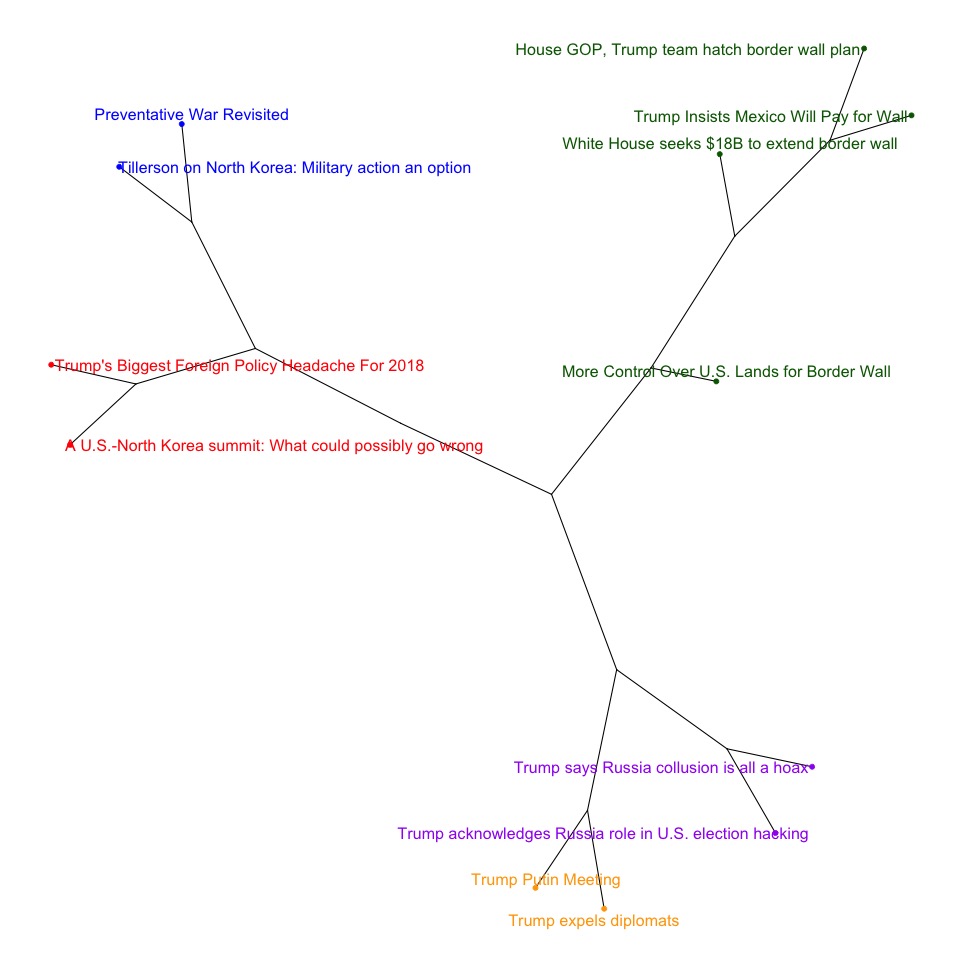 House GOP, Trump team hatch border wall plan
Preventative War Revisited
Trump Insists Mexico Will Pay for Wall
White House seeks $18B to extend border wall
Tillerson on North Korea: Military action an option
Trump's Biggest Foreign Policy Headache For 2018
More Control Over U.S. Lands for Border Wall
A U.S.-North Korea summit: What could possibly go wrong
Trump says Russia collusion is all a hoax
Trump acknowledges Russia role in U.S. election hacking
Trump Putin Meeting
Trump expels diplomats